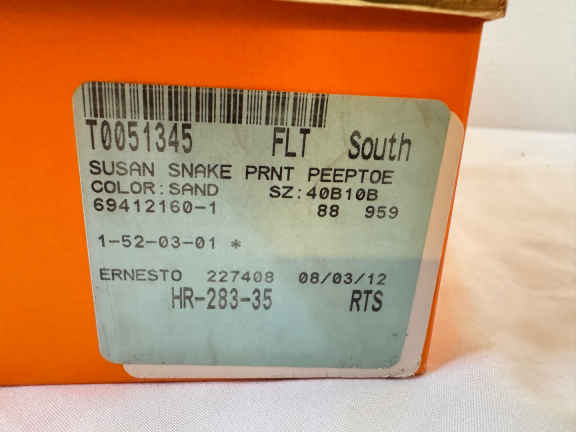 T0051345 FLT South
SUSAN SNAKE PRNT PEEPTOE
COLOR:SAND SZ:40B10B
69412160-1 88 959
1-52-03-01 *
ERNESTO 227408 08/03/12
HR-283-35 RTS